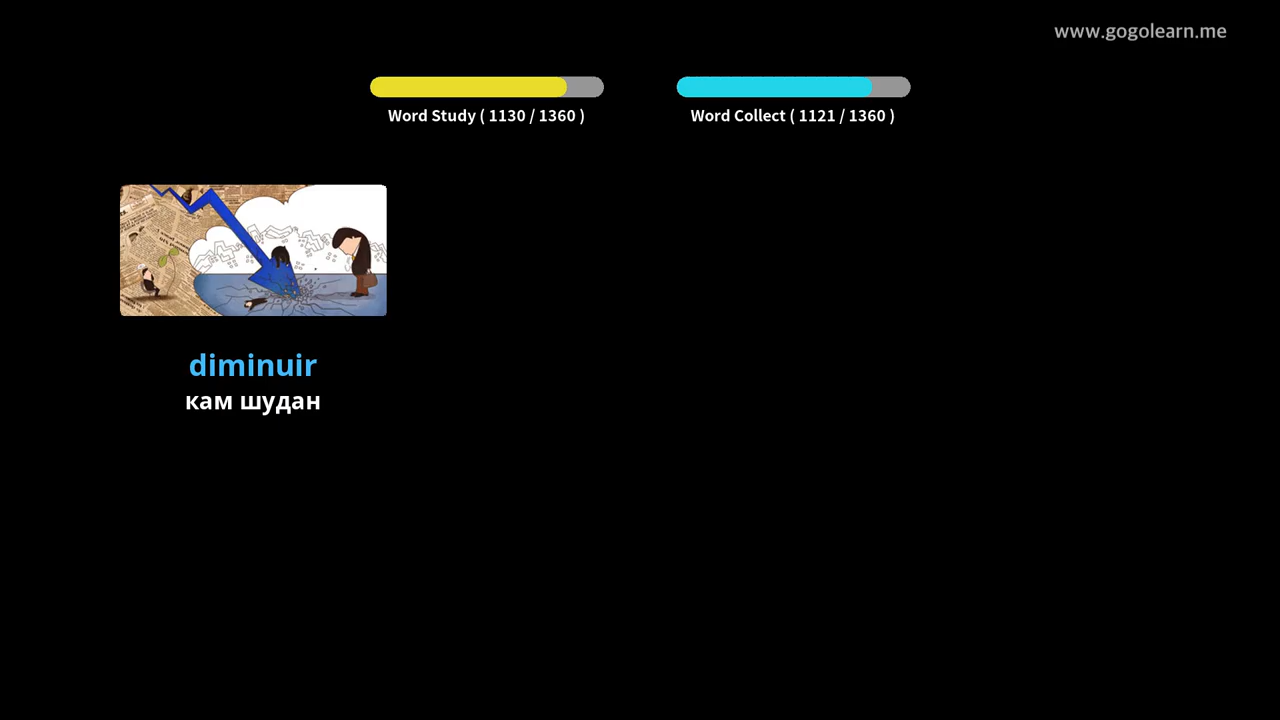 www.gogolearn.me
Word Study ( 1130 / 1360 )
Word Collect ( 1121 / 1360 )
diminuir
кам шудан